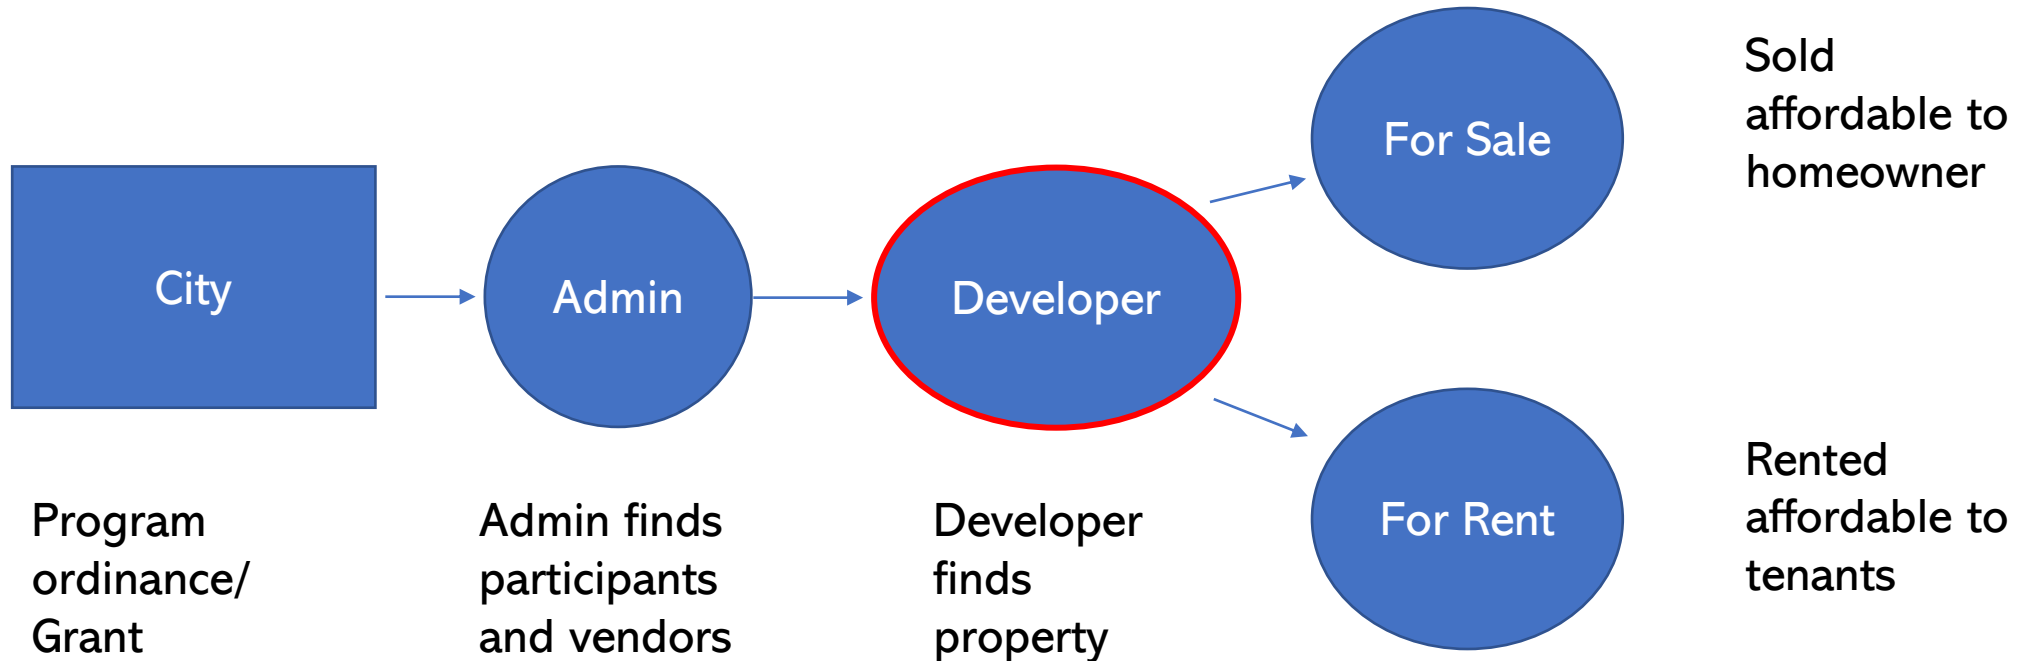 City
Program
ordinance/
Grant
Admin
Admin finds
participants
and vendors
Developer
Developer
finds
property
For Sale
Sold
affordable to
homeowner
For Rent
Rented
affordable to
tenants